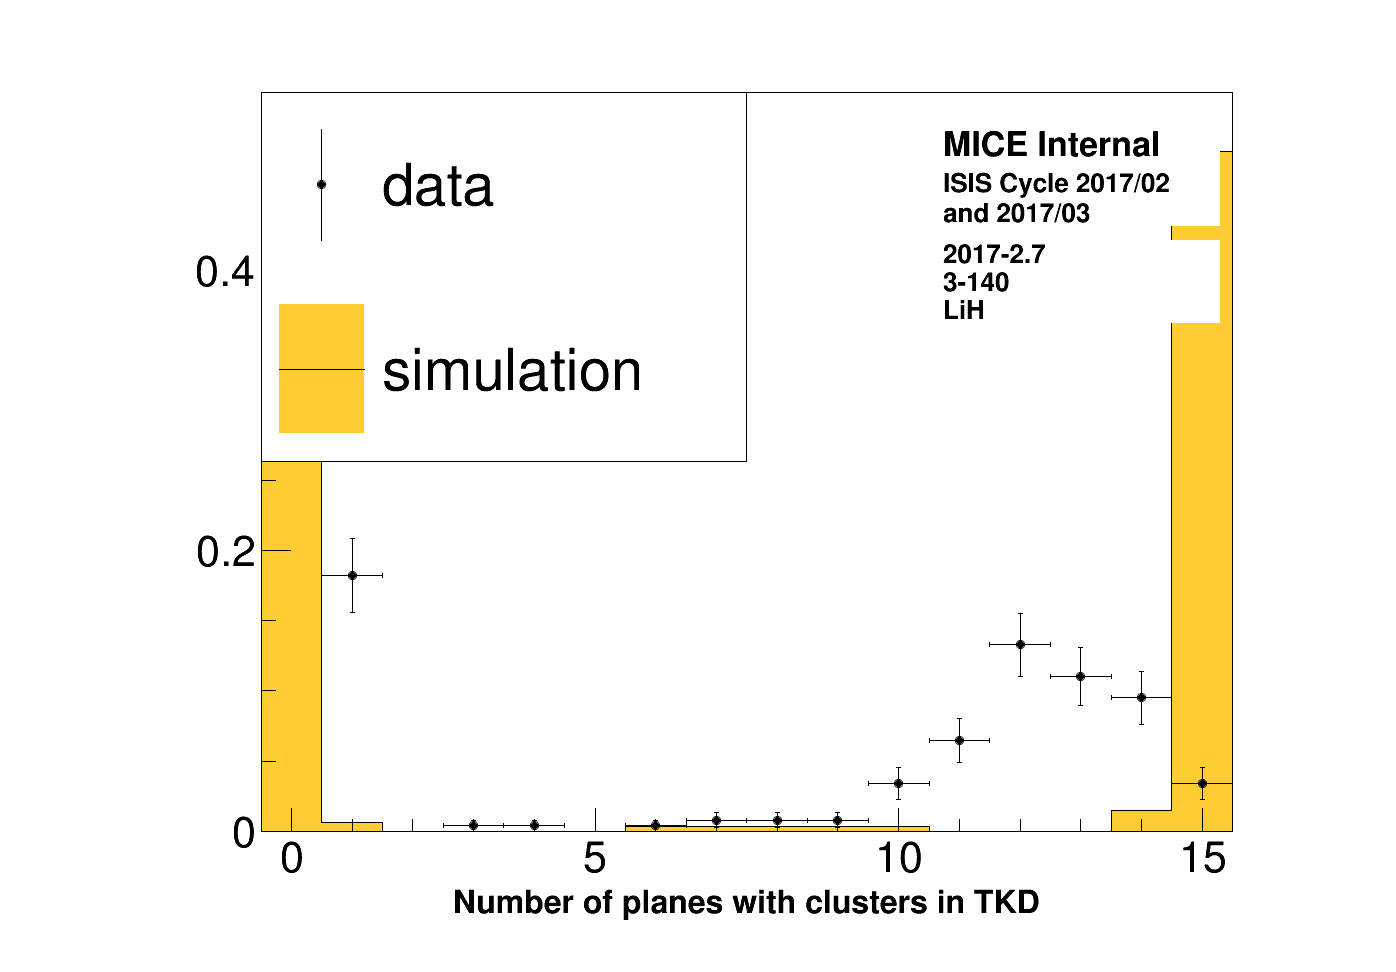 data
simulation
MICE Internal
ISIS Cycle 2017/02
and 2017/03
2017-2.7
3-140
LiH
0.4
0.2
0
0 5 10 15
Number of planes with clusters in TKD